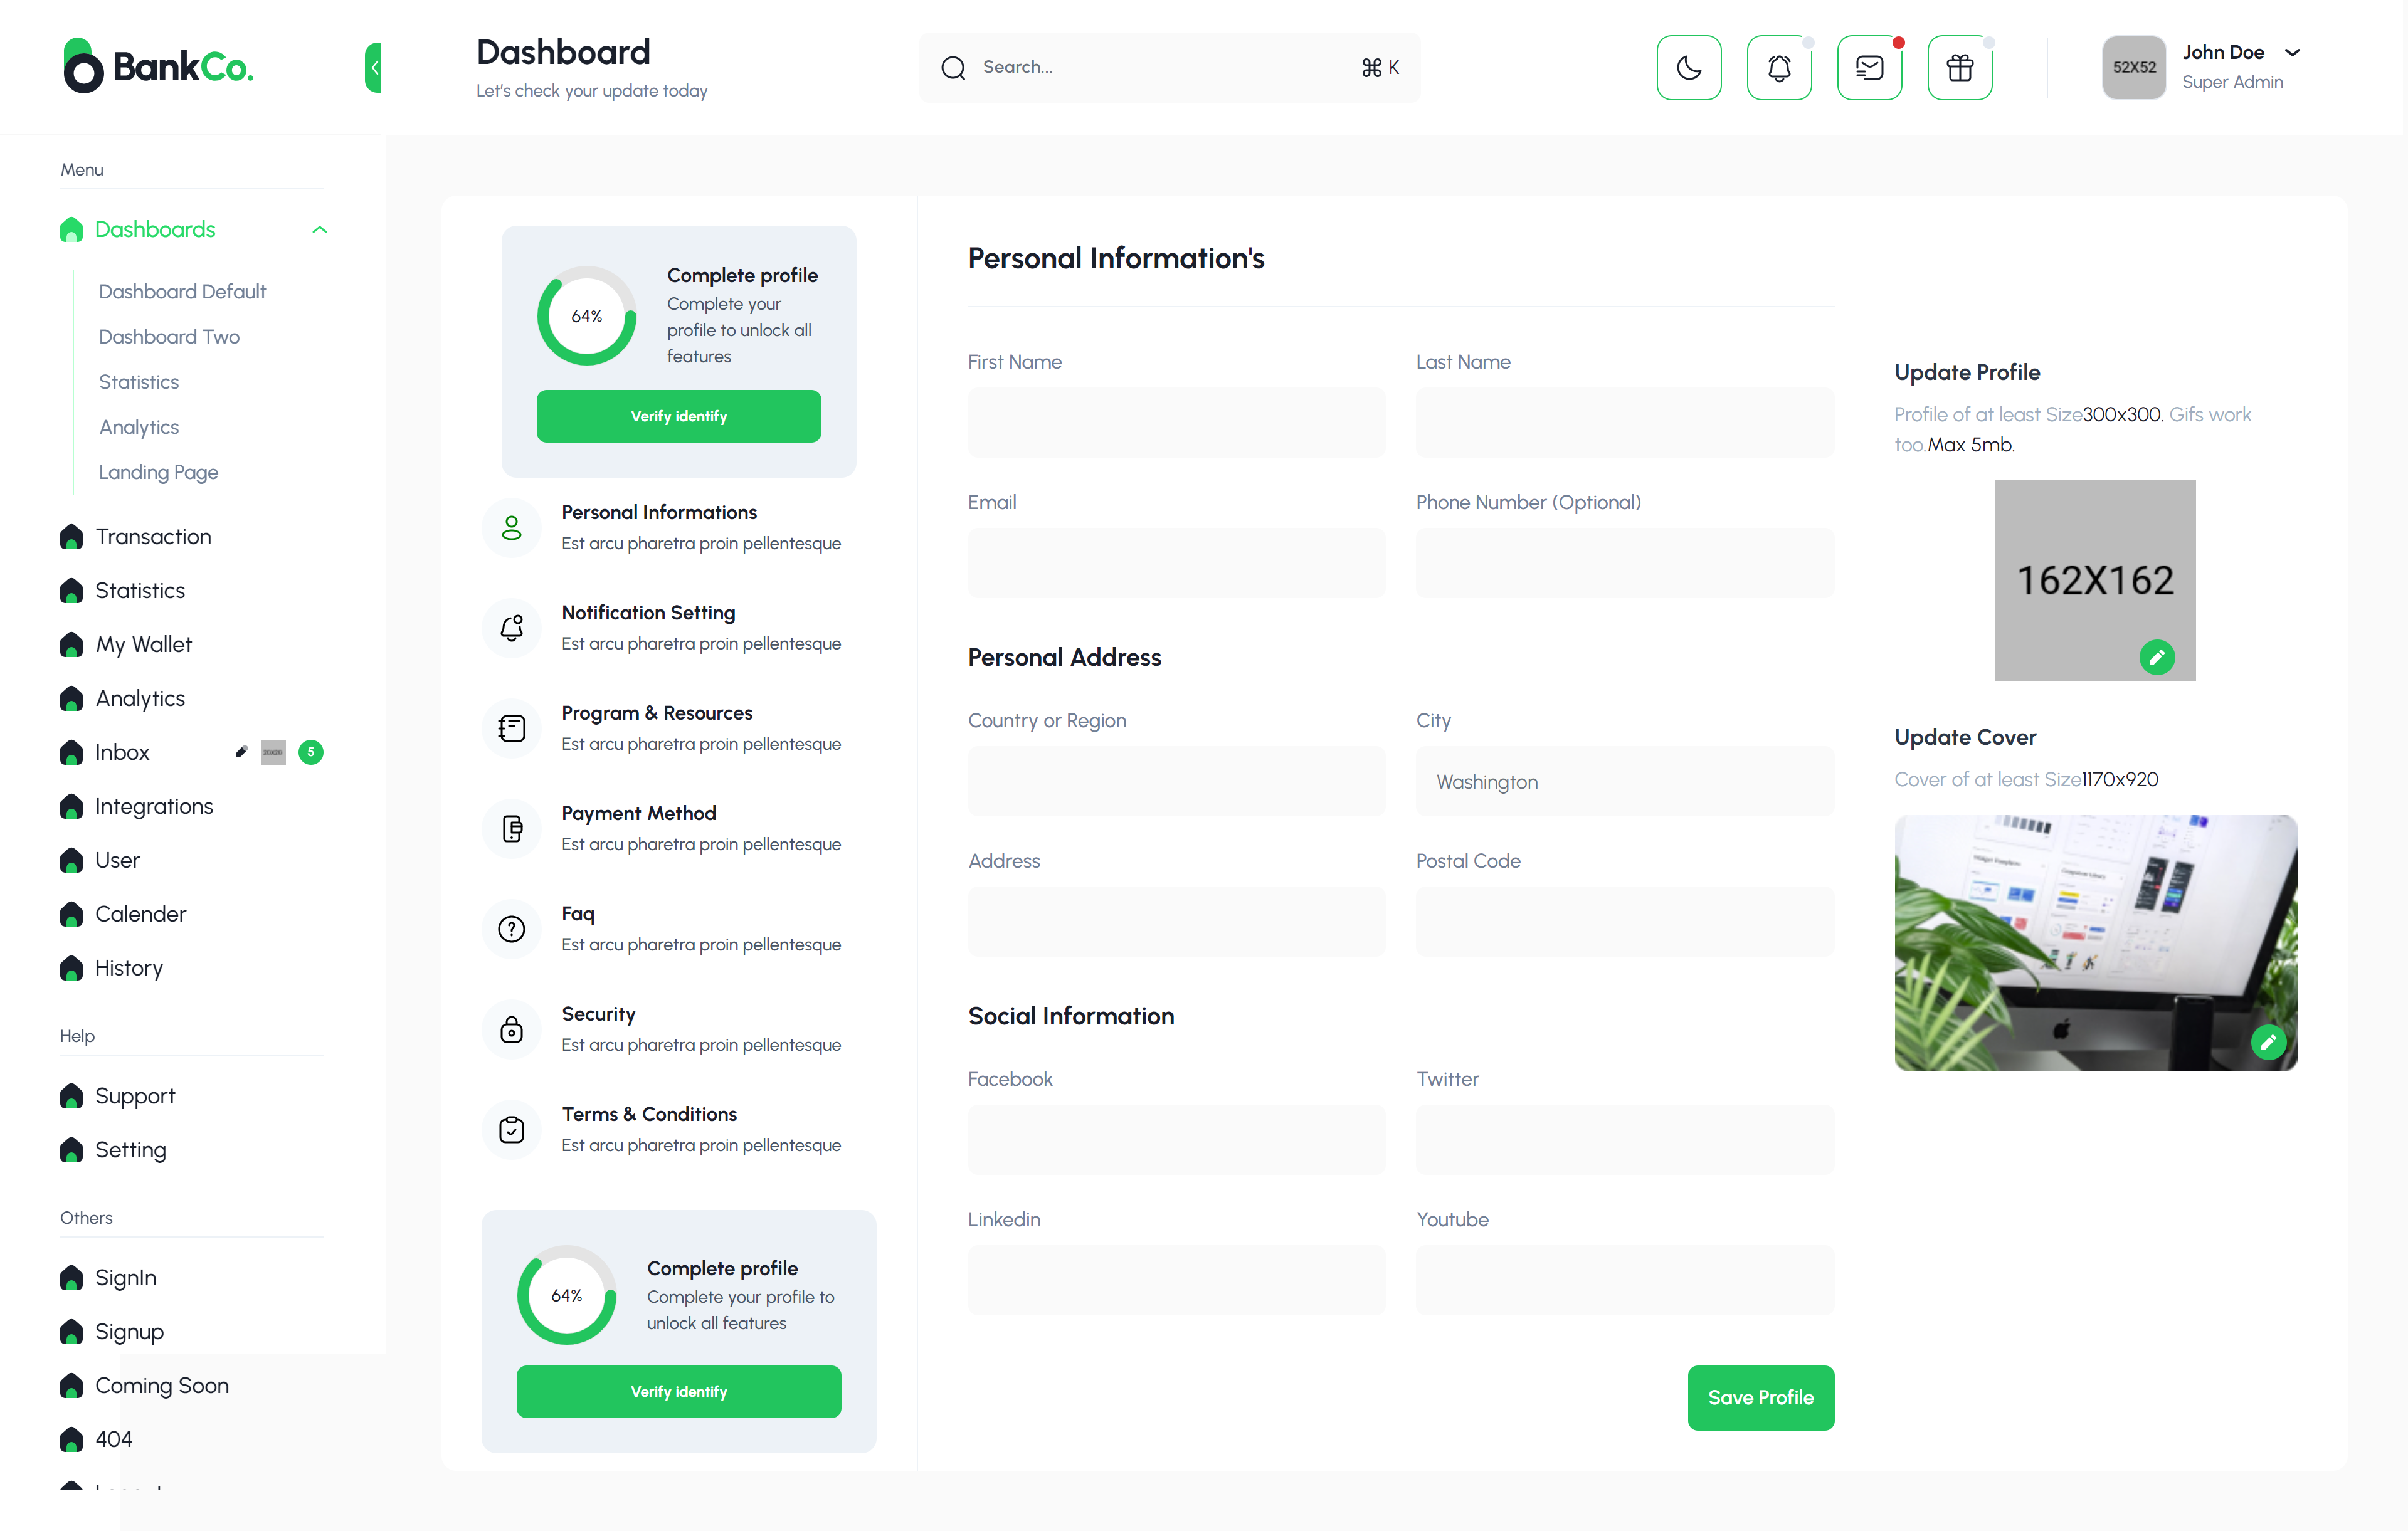 BankCo.
Dashboard
Let's check your update today
Search...
⌘ K
52X52
John Doe
Super Admin
Menu
Dashboards
Dashboard Default
Dashboard Two
Statistics
Analytics
Landing Page
Transaction
Statistics
My Wallet
Analytics
Inbox
5
Integrations
User
Calender
History
Help
Support
Setting
Others
SignIn
Signup
Coming Soon
404
64%
Complete profile
Complete your
profile to unlock all
features
Verify identify
Personal Informations
Est arcu pharetra proin pellentesque
Notification Setting
Est arcu pharetra proin pellentesque
Program & Resources
Est arcu pharetra proin pellentesque
Payment Method
Est arcu pharetra proin pellentesque
Faq
Est arcu pharetra proin pellentesque
Security
Est arcu pharetra proin pellentesque
Terms & Conditions
Est arcu pharetra proin pellentesque
64%
Complete profile
Complete your profile to
unlock all features
Verify identify
Personal Information's
First Name
Last Name
Email
Phone Number (Optional)
Personal Address
Country or Region
City
Washington
Address
Postal Code
Social Information
Facebook
Twitter
Linkedin
Youtube
Save Profile
Update Profile
Profile of at least Size300x300. Gifs work
too.Max 5mb.
162X162
Update Cover
Cover of at least Size1170x920